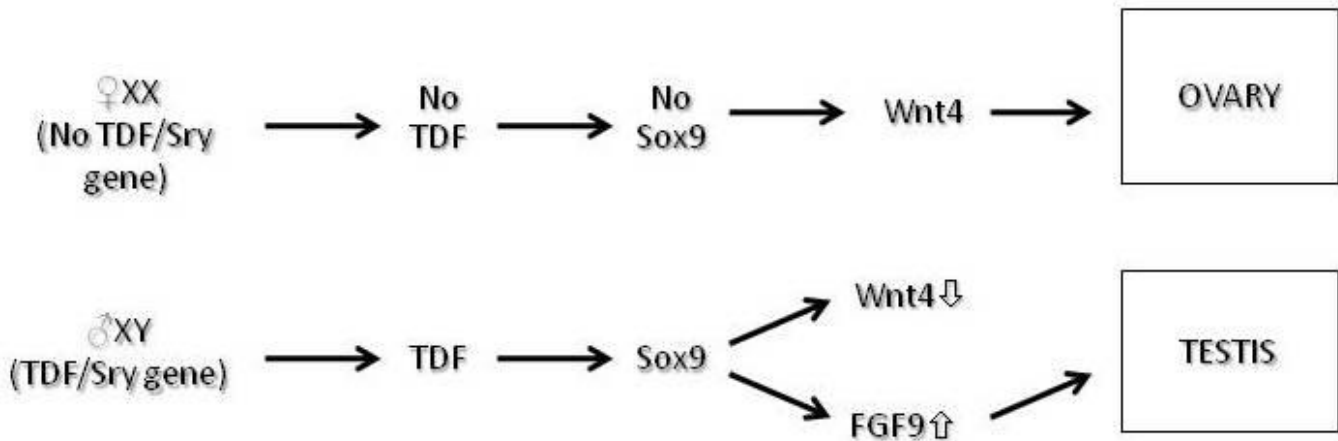 ♀XX
(No TDF/Sry
gene)
No
TDF
No
Sox9
Wnt4
OVARY
♂XY
(TDF/Sry gene)
TDF
Sox9
Wnt4⇩
FGF9⇧
TESTIS